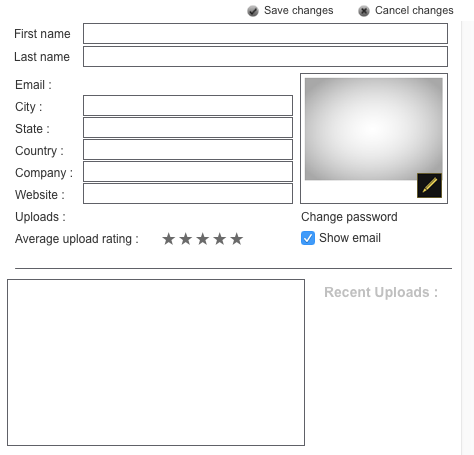 Save changes Cancel changes
First name
Last name
Email :
City :
State :
Country :
Company :
Website :
Uploads :
Change password
Average upload rating :
Show email
Recent Uploads :